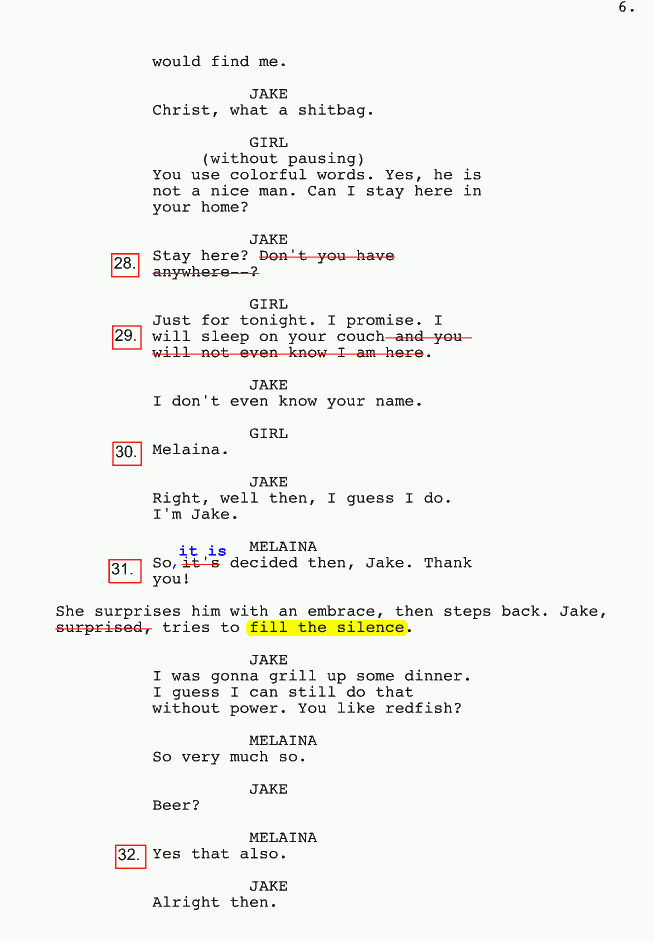 6.
would find me.
JAKE
Christ, what a shitbag.
GIRL
(without pausing)
You use colorful words. Yes, he is
not a nice man. Can I stay here in
your home?
JAKE
28. Stay here? Don't you have
anywhere--?
GIRL
Just for tonight. I promise. I
29. will sleep on your couch and you
will not even know I am here.
JAKE
I don't even know your name.
GIRL
30. Melaina.
JAKE
Right, well then, I guess I do.
I'm Jake.
MELAINA
it is
31. So, it's decided then, Jake. Thank
you!
She surprises him with an embrace, then steps back. Jake,
surprised, tries to fill the silence.
JAKE
I was gonna grill up some dinner.
I guess I can still do that
without power. You like redfish?
MELAINA
So very much so.
JAKE
Beer?
MELAINA
32. Yes that also.
JAKE
Alright then.